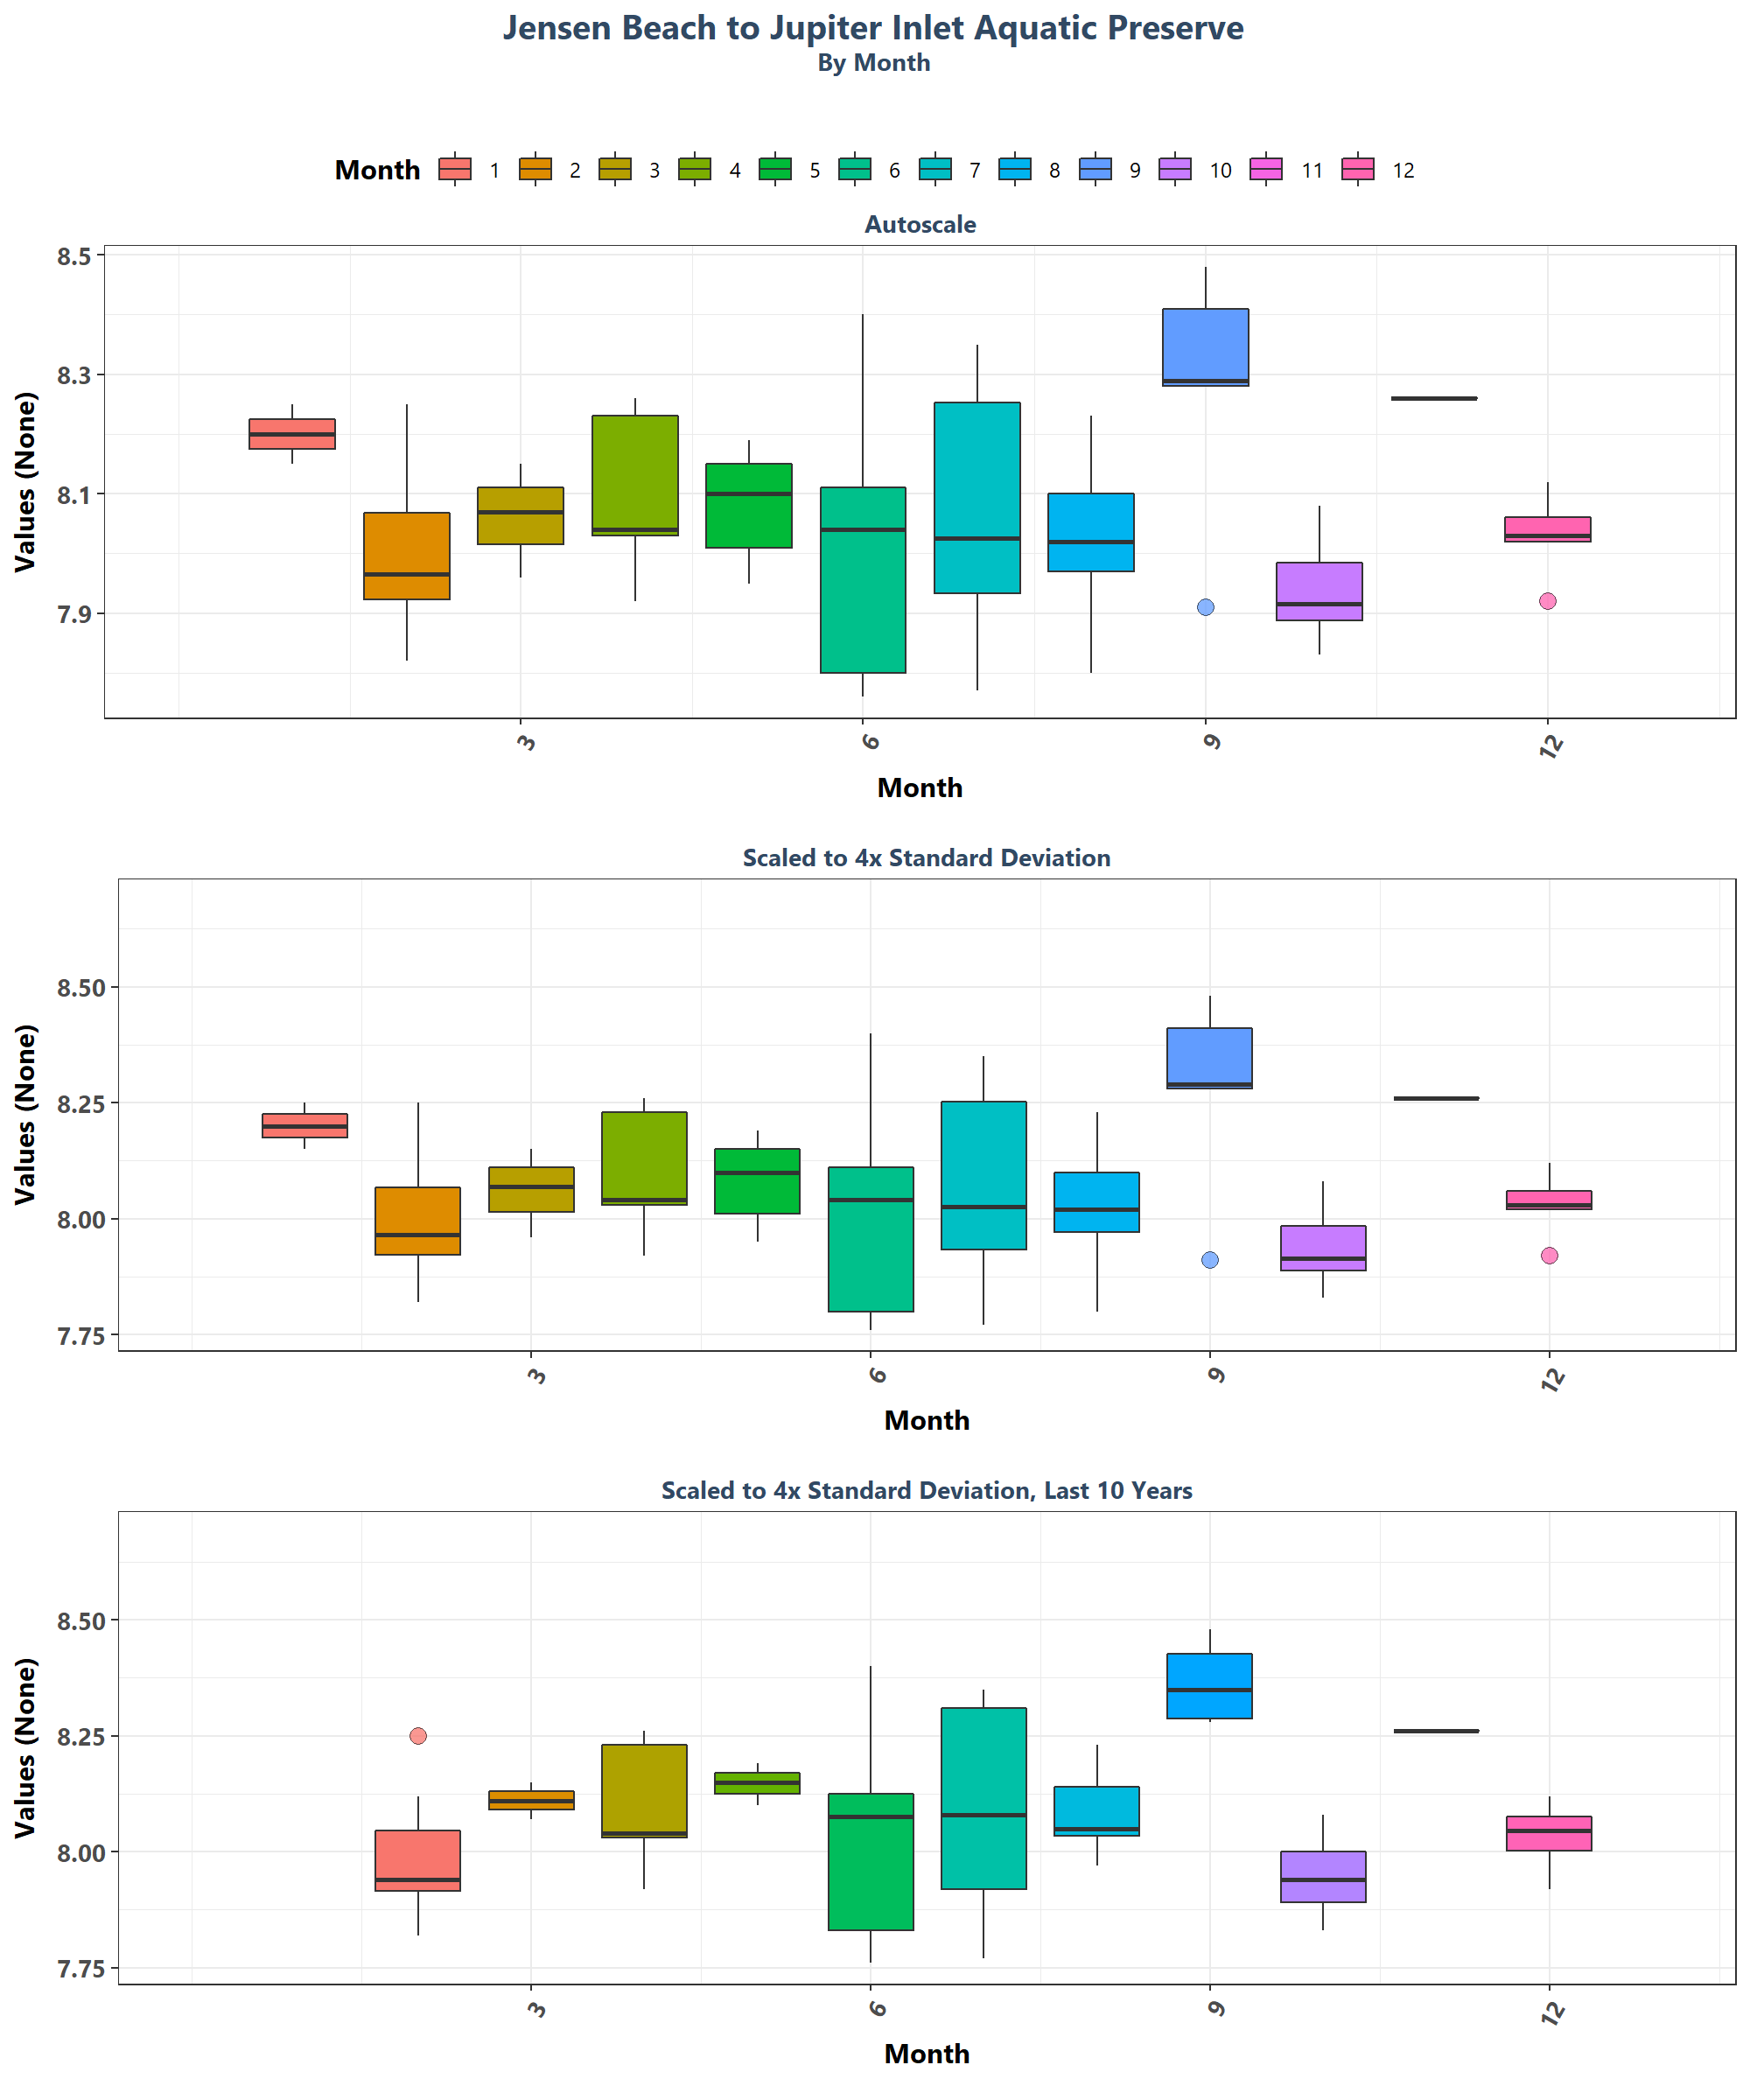 Jensen Beach to Jupiter Inlet Aquatic Preserve
By Month
Month 1 2 3 4 5 6 7 8 9 10 11 12
Autoscale
Values (None)
8.5
8.3
8.1
7.9
3 6 9 12
Month
Scaled to 4x Standard Deviation
Values (None)
8.50
8.25
8.00
7.75
3 6 9 12
Month
Scaled to 4x Standard Deviation, Last 10 Years
Values (None)
8.50
8.25
8.00
7.75
3 6 9 12
Month